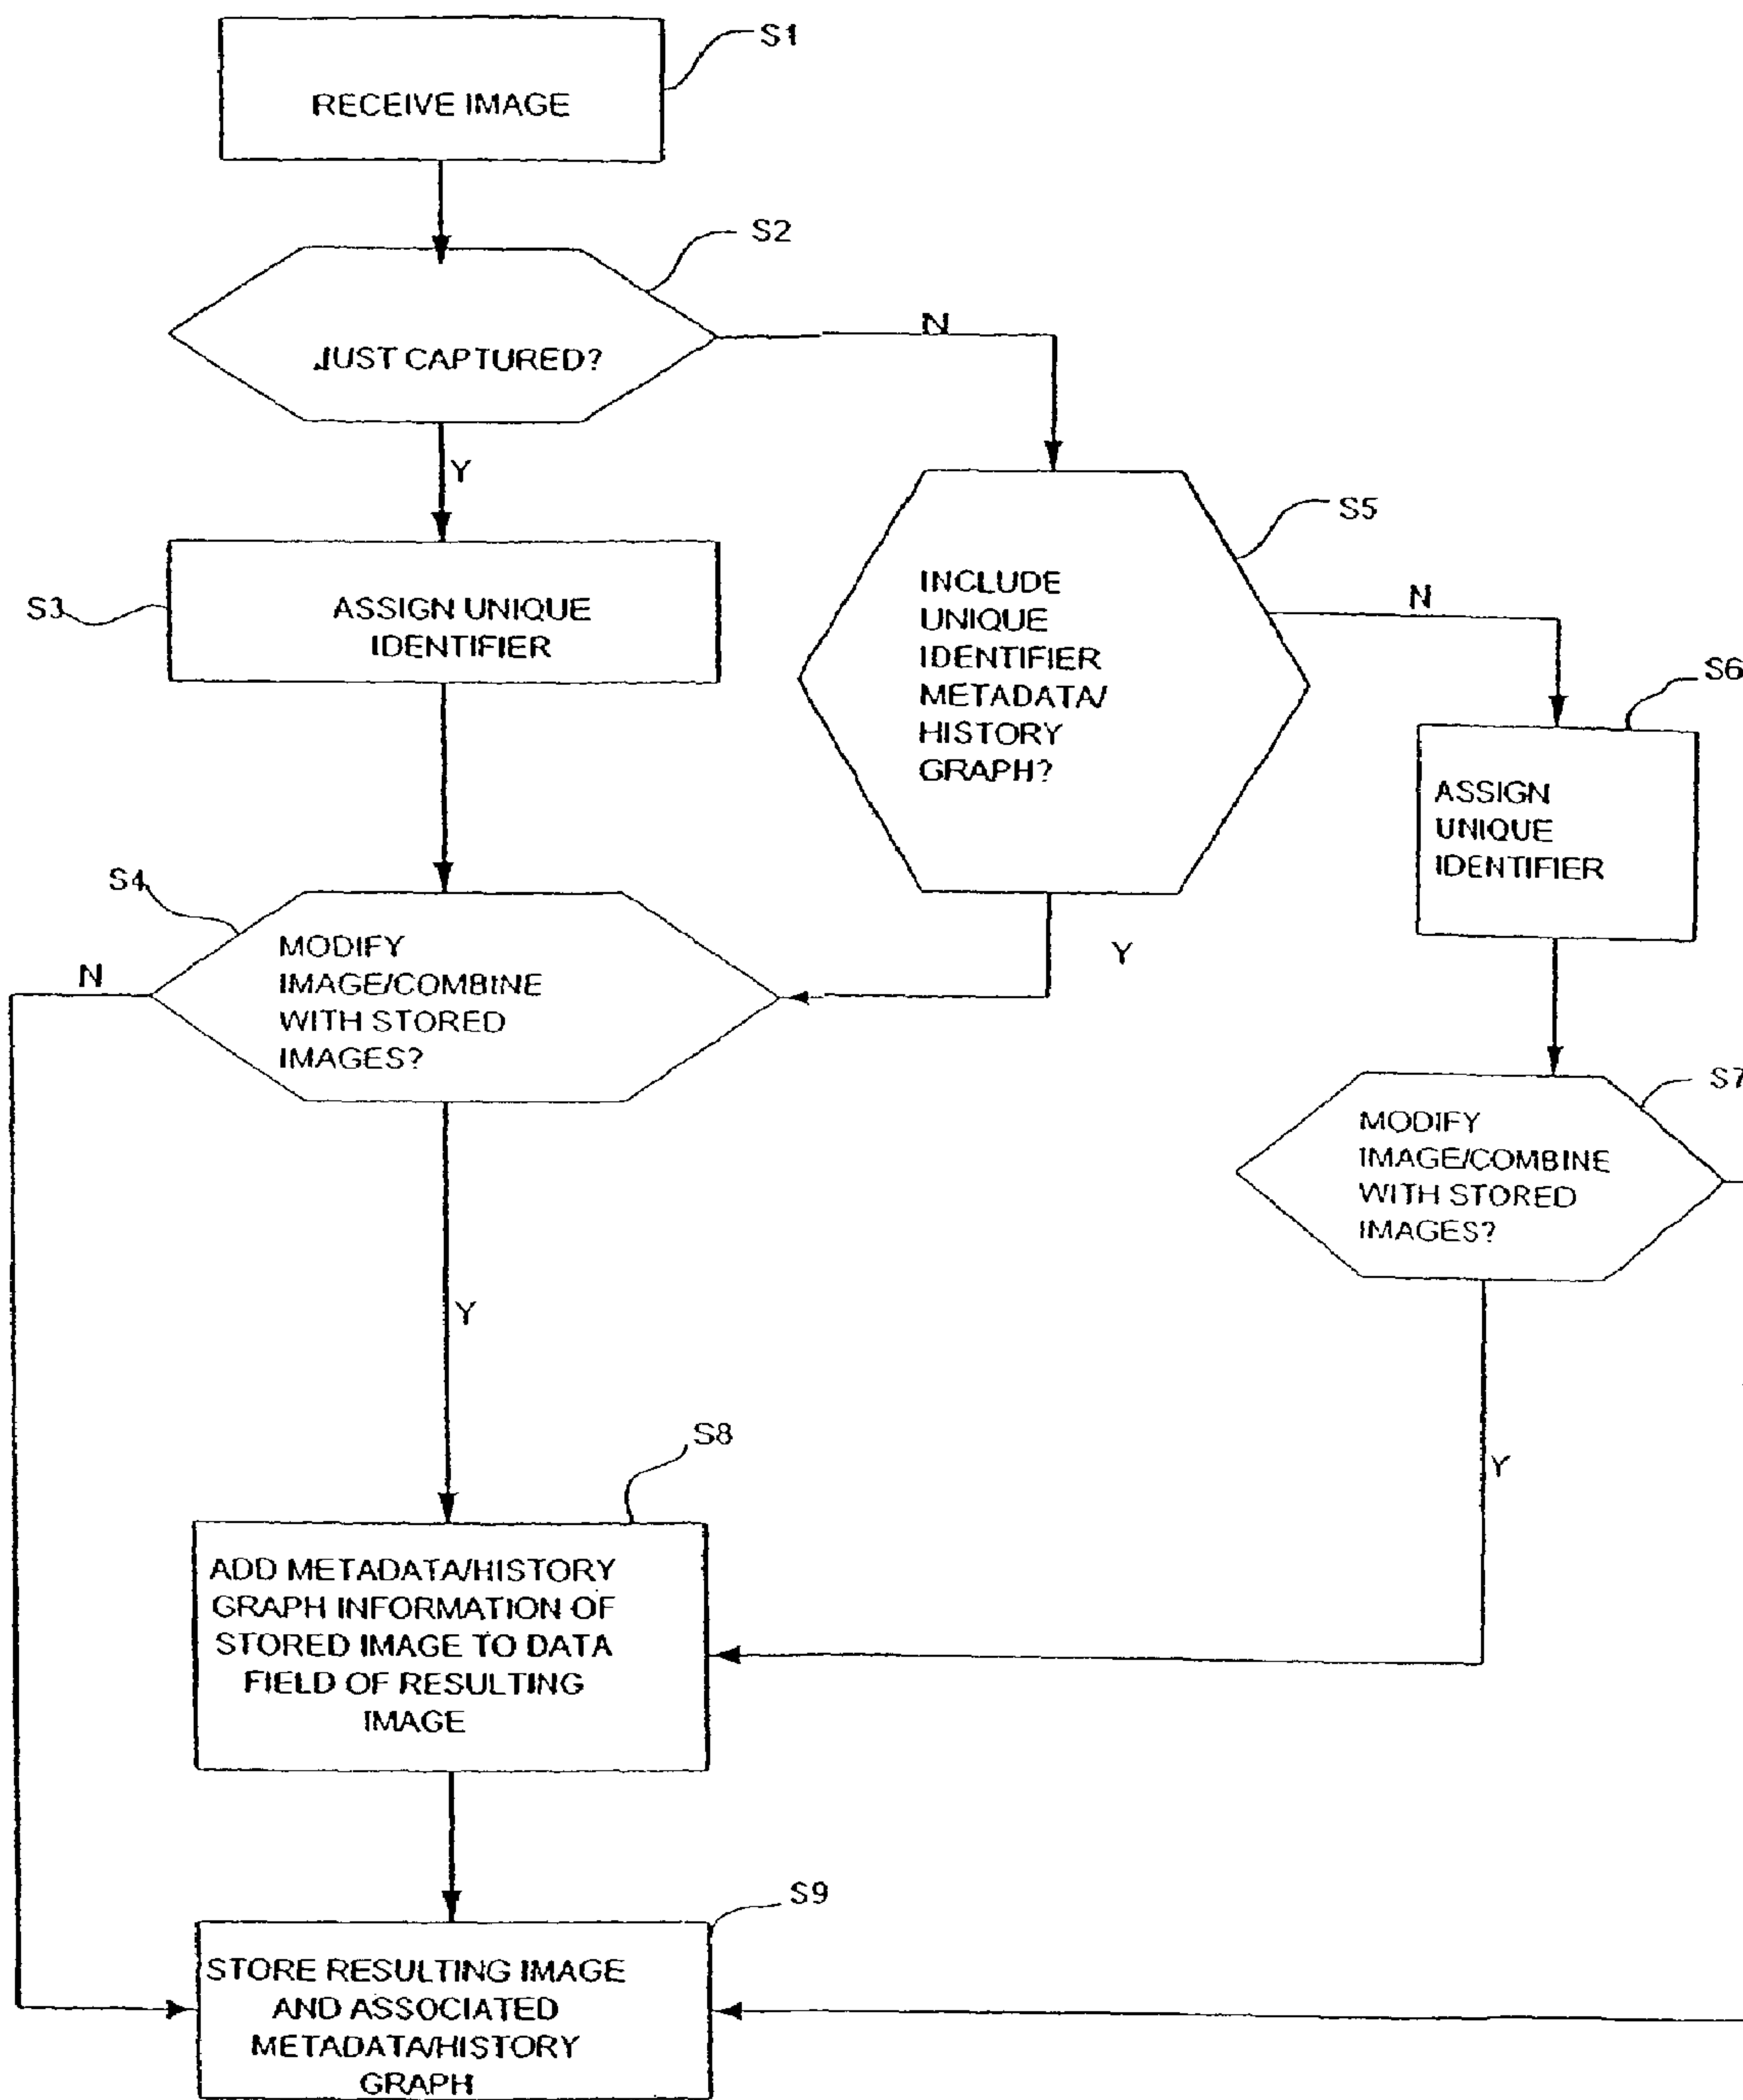 S1
RECEIVE IMAGE
S2
JUST CAPTURED?
N
Y
S5
S3
ASSIGN UNIQUE
IDENTIFIER
INCLUDE
UNIQUE
IDENTIFIER
METADATA/
HISTORY
GRAPH?
N
S6
ASSIGN
UNIQUE
IDENTIFIER
S4
MODIFY
IMAGE/COMBINE
WITH STORED
IMAGES?
N
Y
S7
MODIFY
IMAGE/COMBINE
WITH STORED
IMAGES?
Y
Y
S8
ADD METADATA/HISTORY
GRAPH INFORMATION OF
STORED IMAGE TO DATA
FIELD OF RESULTING
IMAGE
S9
STORE RESULTING IMAGE
AND ASSOCIATED
METADATA/HISTORY
GRAPH